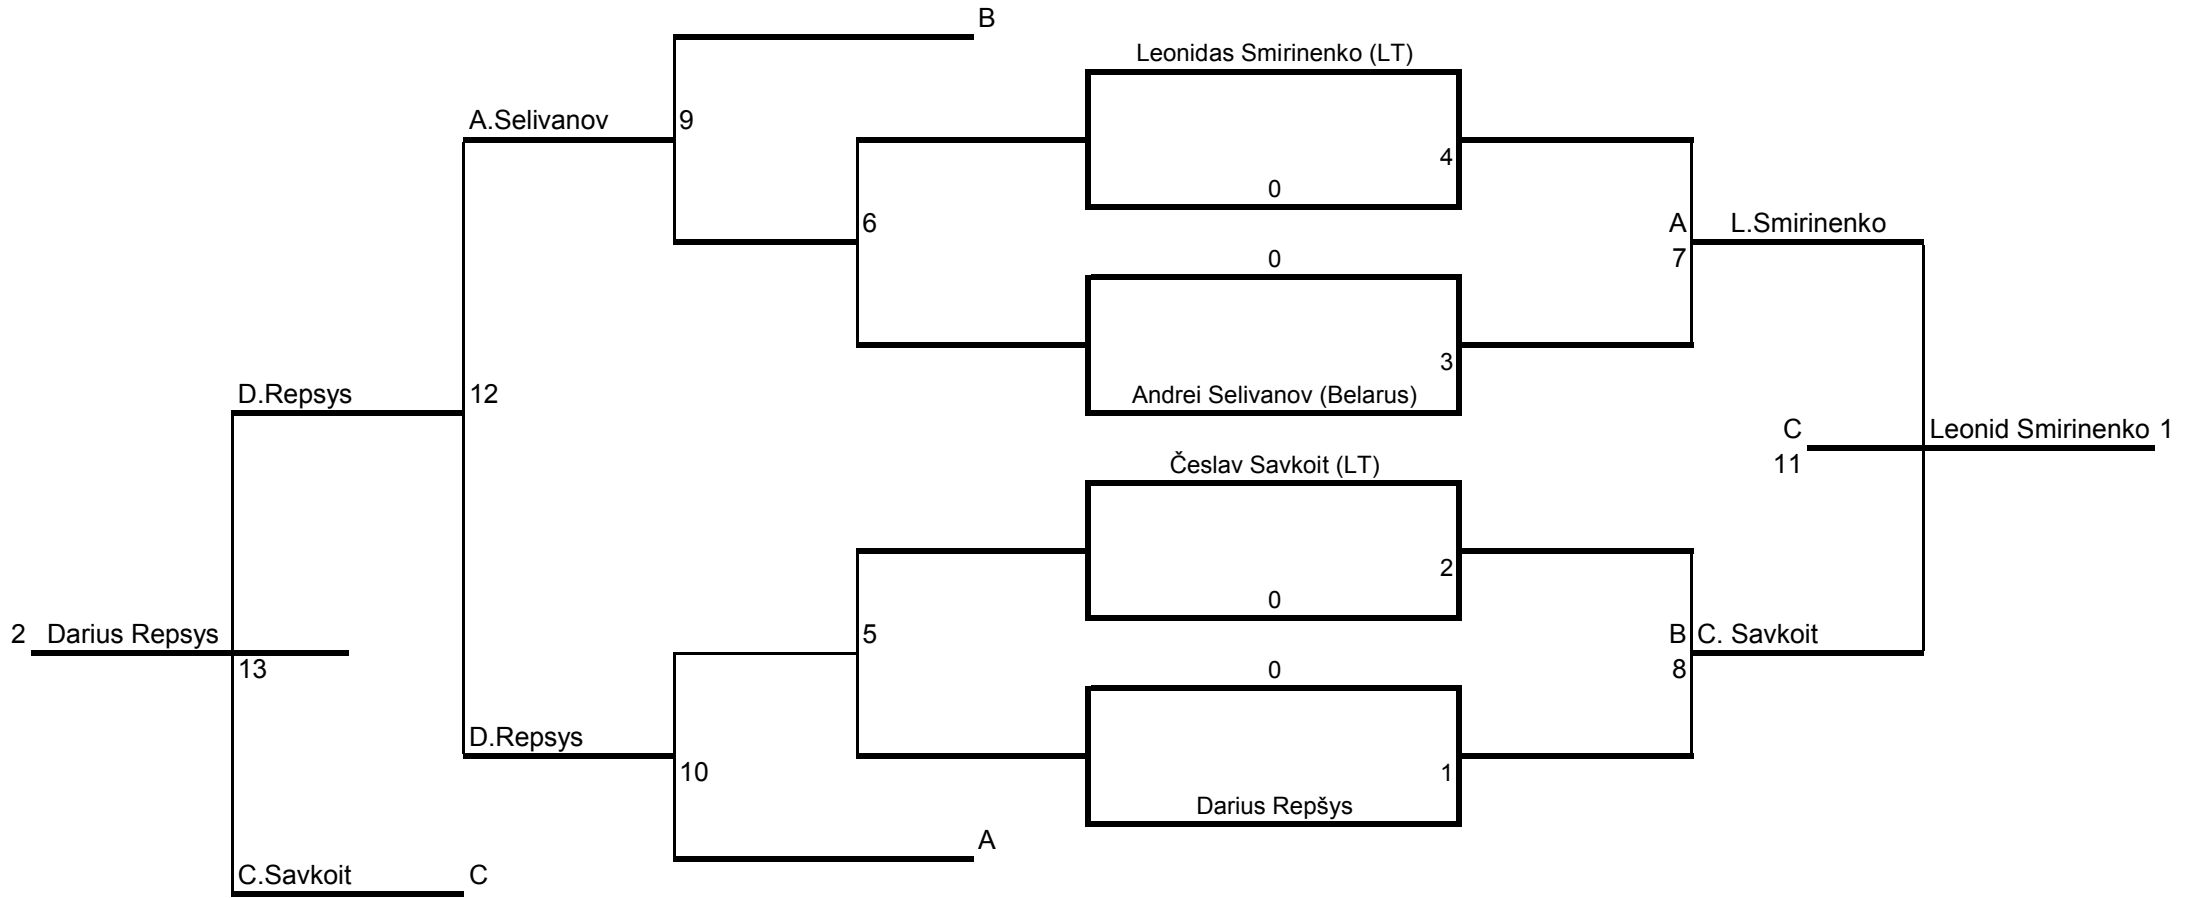 B
Leonidas Smirinenko (LT)
A.Selivanov 9
4
0
6 A L.Smirinenko
0 7
3
D.Repsys 12 Andrei Selivanov (Belarus)
C Leonid Smirinenko 1
Česlav Savkoit (LT) 11
2
0
2 Darius Repsys 5 B C. Savkoit
13 0 8
D.Repsys
10 1
Darius Repšys
A
C.Savkoit C